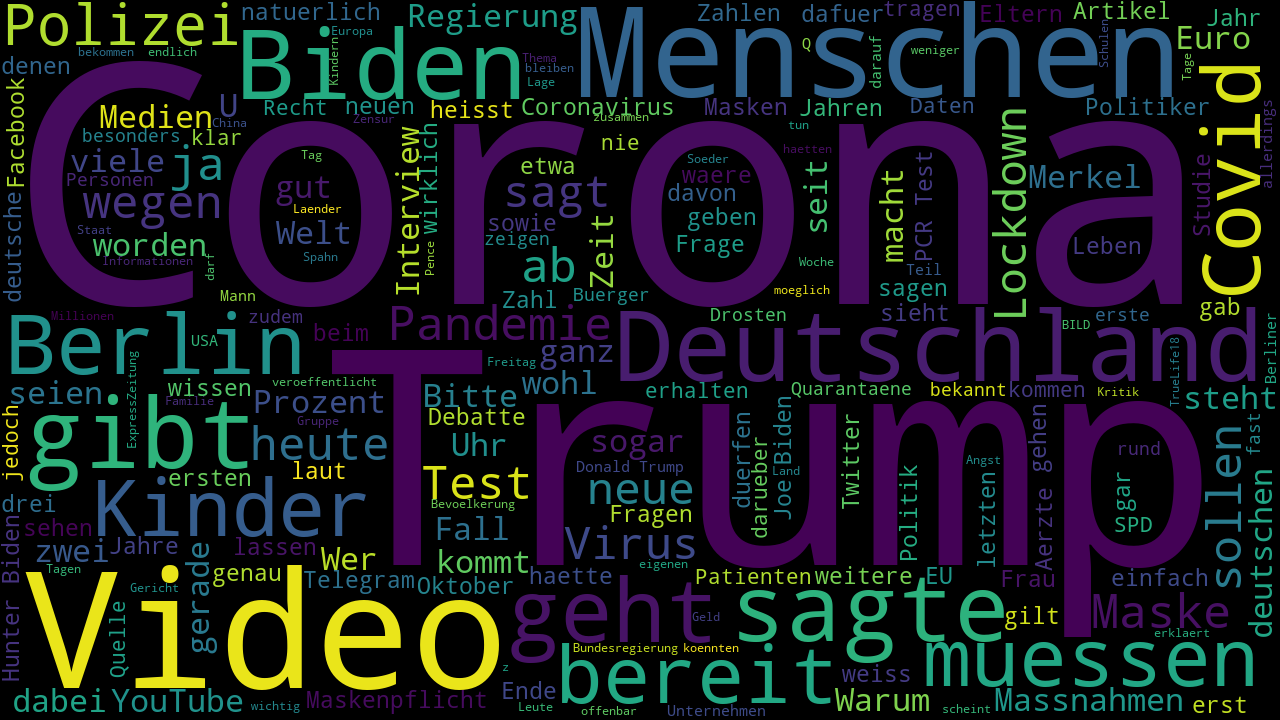 Polizei
natuerlich
Regierung
Zahlen
dafuer
tragen
Eltern
Artikel
Jahr
Biden
Menschen
Europa
Q
darauf
weniger
Schulen
Euro
denen
bekommen
endlich
Kindern
Thema
bleiben
Lage
Tage
Covid
Facebook
Medien
U
Recht
neuen
heisst
Coronavirus
Masken
Jahren
Daten
Politiker
China
Zensur
zusammen
besonders
klar
Interview
Wirklich
nie
tun
Lockdown
allerdings
Corona
viele
ja
Tag
etwa
Soeder
haetten
seit
macht
PCR Test
Studie
Merkel
Personen
wegen
gut
sagt
waere
davon
deutsche
Laender
geben
Staat
Welt
sowie
zeigen
Zeit
Frage
Leben
worden
Informationen
darf
Spahn
Pence
ab
Woche
Teil
Mann
Zahl
Buerger
moeglich
sagen
gab
Millionen
zudem
beim
Pandemie
Drosten
sieht
BILD
erste
Berliner
Berlin
USA
Deutschland
TrueLife18
ExpressZeitung
Freitag
ganz
seien
wissen
veroeffentlicht
Trump
Bitte
wohl
erhalten
Quarantaene
bekannt
kommen
Kritik
steht
jedoch
gibt
Familie
Prozent
Gruppe
Debatte
heute
Uhr
sogar
duerfen
darueber
Joe Biden
Twitter
Politik
Angst
gehen
rund
fast
ersten
laut
Donald Trump
Land
letzten
Aerzte
gar
sollen
deutschen
drei
Kinder
Test
neue
Bevoelkerung
Fragen
SPD
sehen
Fall
Virus
zwei
Jahre
lassen
Wer
kommt
eigenen
Hunter Biden
Tagen
gerade
genau
Telegram
Oktober
haette
Patienten
weitere
EU
Frau
einfach
Gericht
Video
geht
Geld
sagte
gilt
Maske
Quelle
erklaert
Bundesregierung
koennten
muessen
z
bereit
weiss
dabei
YouTube
wichtig
Maskenpflicht
Ende
Leute
offenbar
Unternehmen
Warum
scheint
Massnahmen
erst